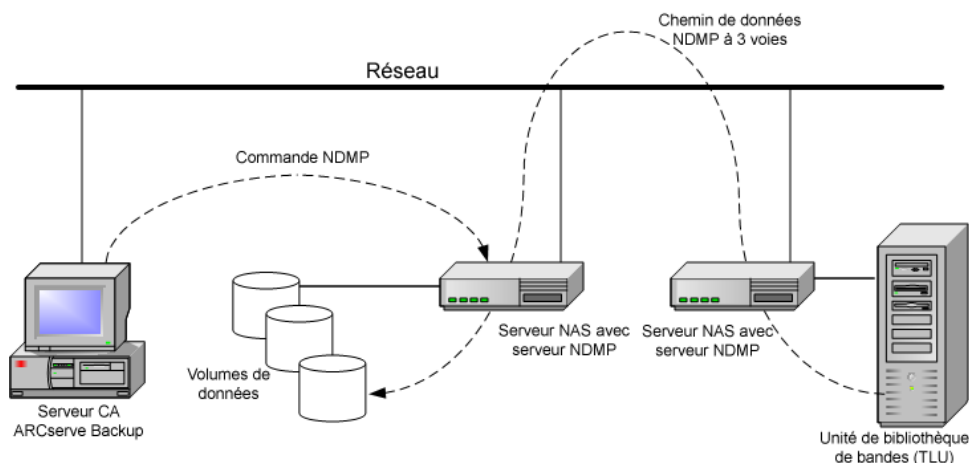 Chemin de données
NDMP à 3 voies
Réseau
Commande NDMP
Serveur NAS avec
serveur NDMP
Serveur NAS avec
serveur NDMP
Volumes de
données
Serveur CA
ARCserve Backup
Unité de bibliothèque
de bandes (TLU)